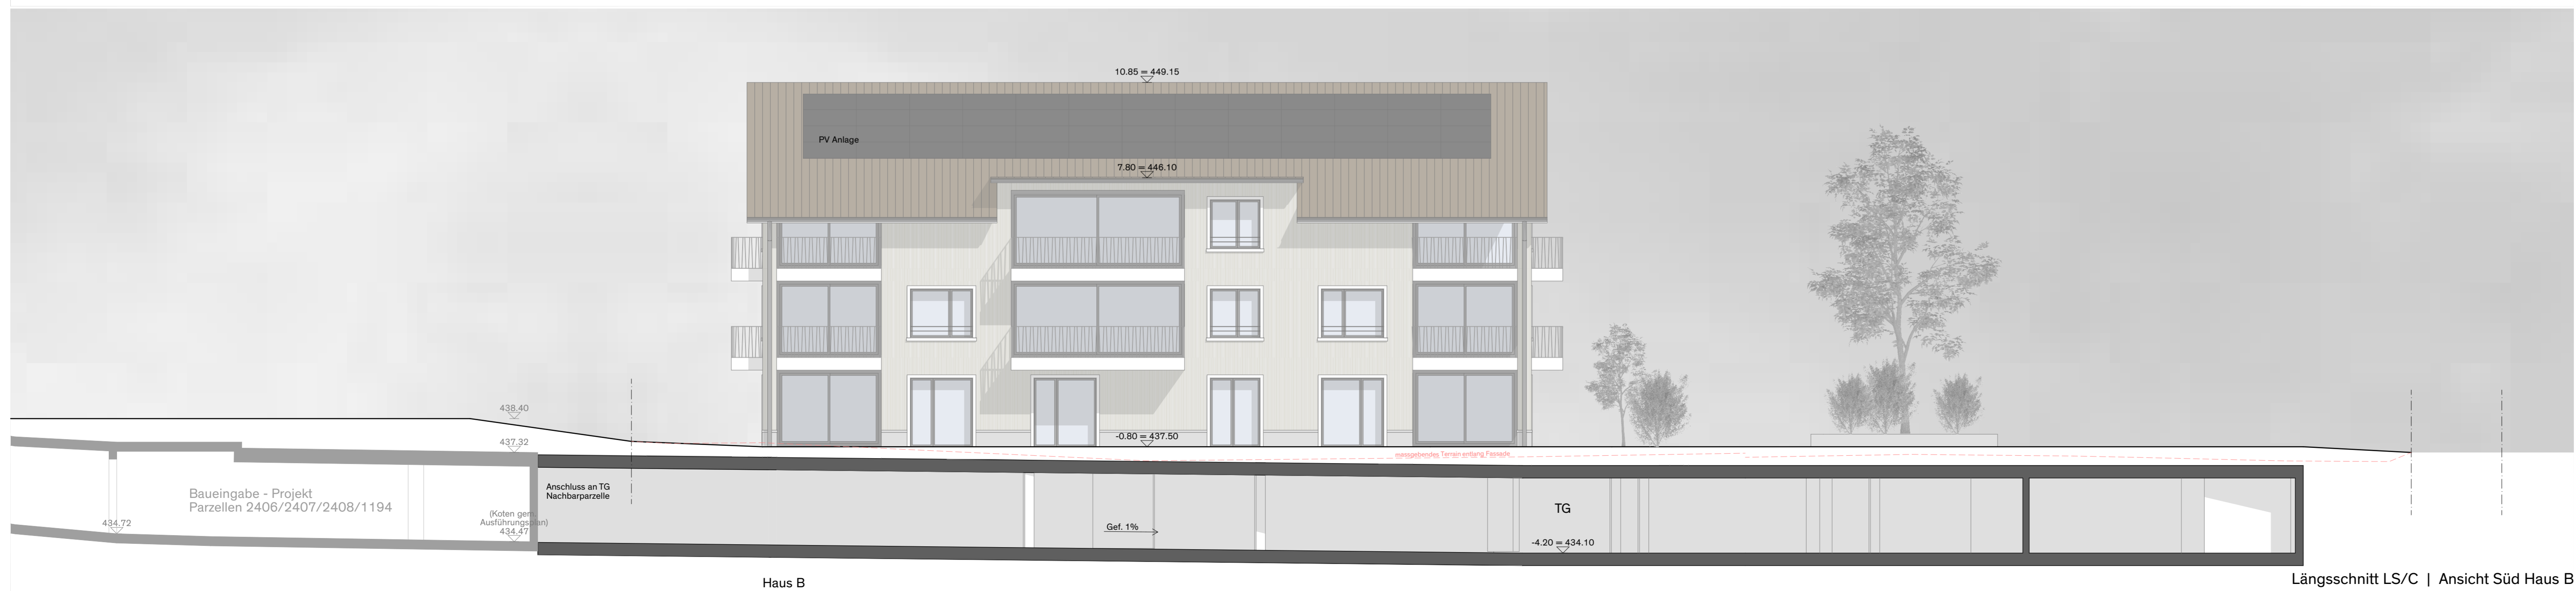 10.85 = 449.15
PV Anlage
7.80 = 446.10
438.40
437.32
-0.80 = 437.50
massgebendes Terrain entlang Fassade
Anschluss an TG
Nachbarparzelle
Baueingabe - Projekt
Parzellen 2406/2407/2408/1194
434.72
(Koten gem.
Ausführungsplan)
434.47
Gef. 1%
TG
-4.20 = 434.10
Haus B
Längsschnitt LS/C | Ansicht Süd Haus B